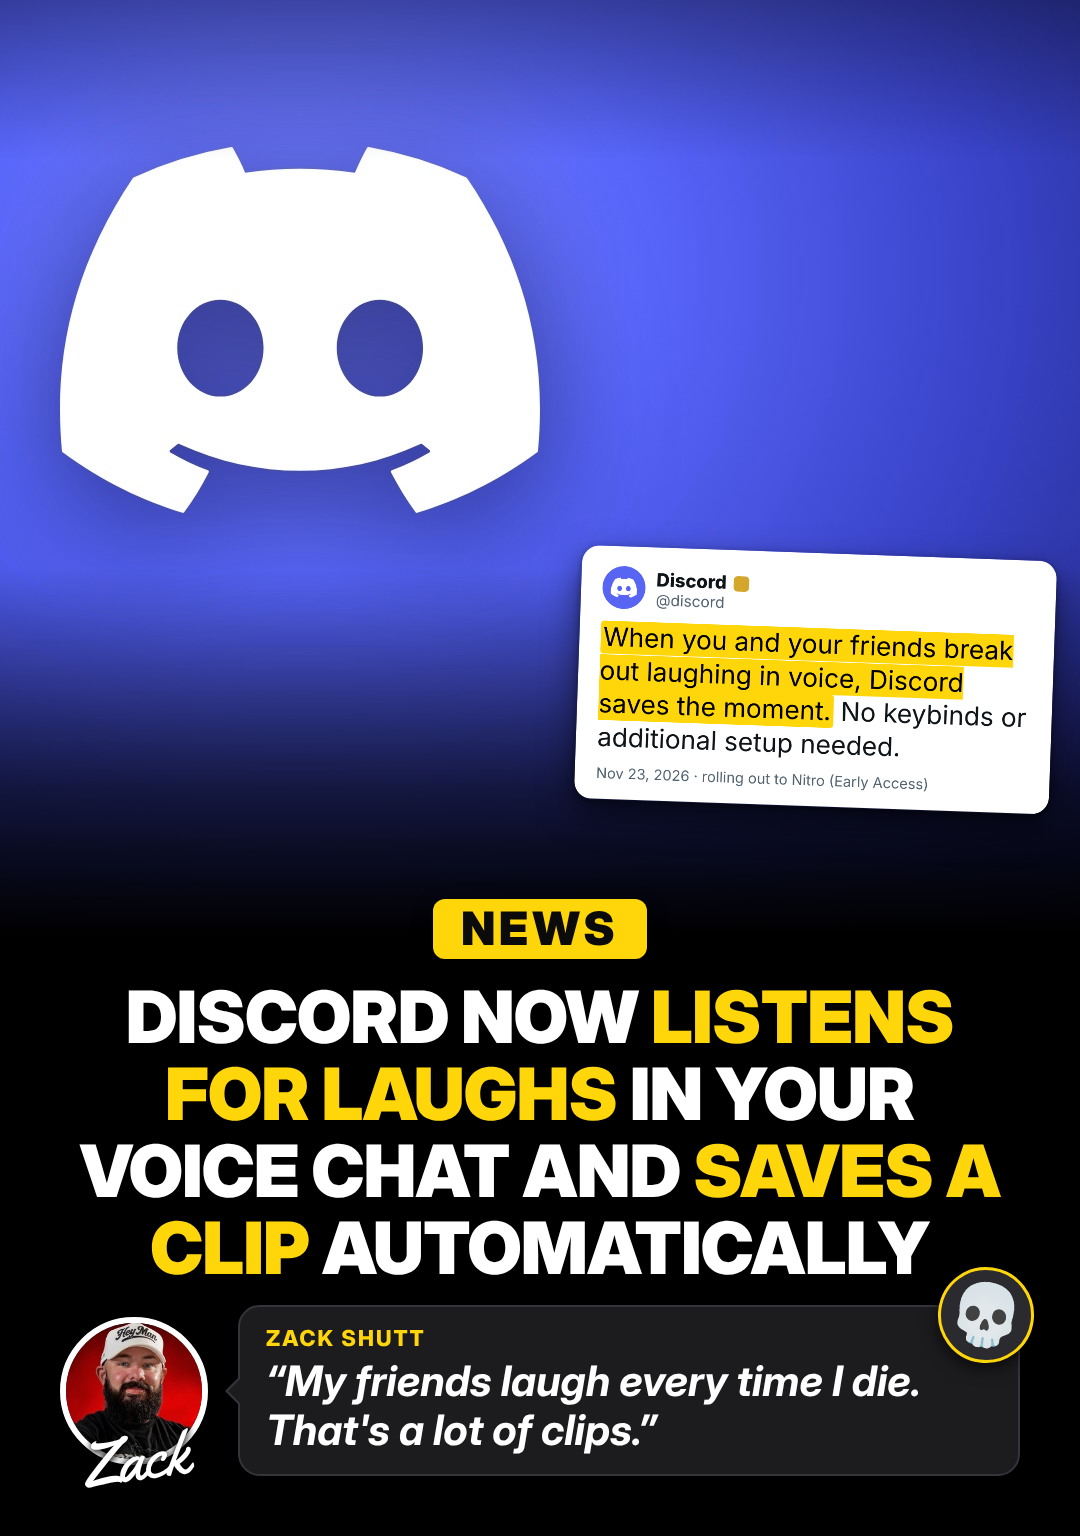 Discord
@discord
When you and your friends break
out laughing in voice, Discord
saves the moment. No keybinds or
additional setup needed.
Nov 23, 2026 · rolling out to Nitro (Early Access)
NEWS
DISCORD NOW LISTENS
FOR LAUGHS IN YOUR
VOICE CHAT AND SAVES A
CLIP AUTOMATICALLY
ZACK SHUTT
“My friends laugh every time I die.
That's a lot of clips.”
Hey Man
Zack